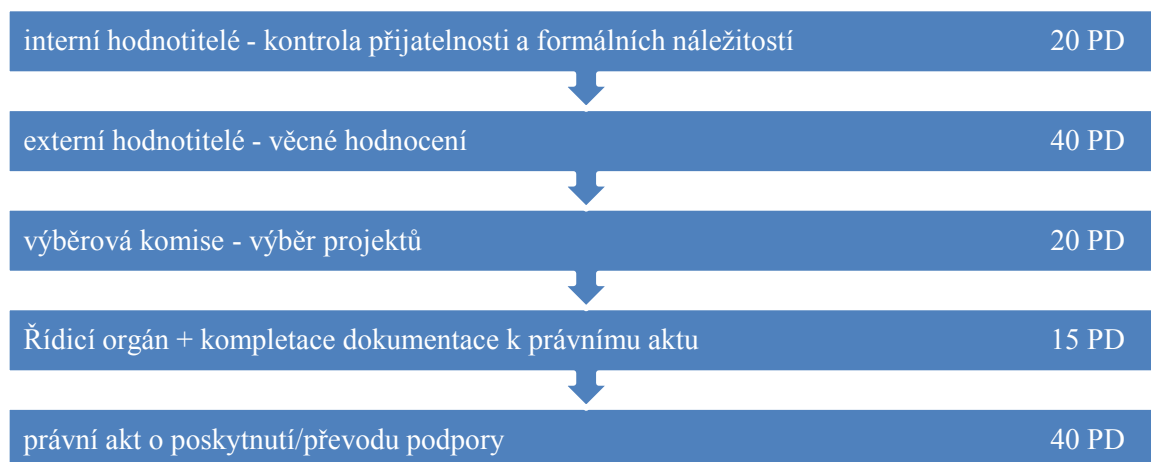 interní hodnotitelé - kontrola přijatelnosti a formálních náležitostí 20 PD
externí hodnotitelé - věcné hodnocení 40 PD
výběrová komise - výběr projektů 20 PD
Řídicí orgán + kompletace dokumentace k právnímu aktu 15 PD
právní akt o poskytnutí/převodu podpory 40 PD